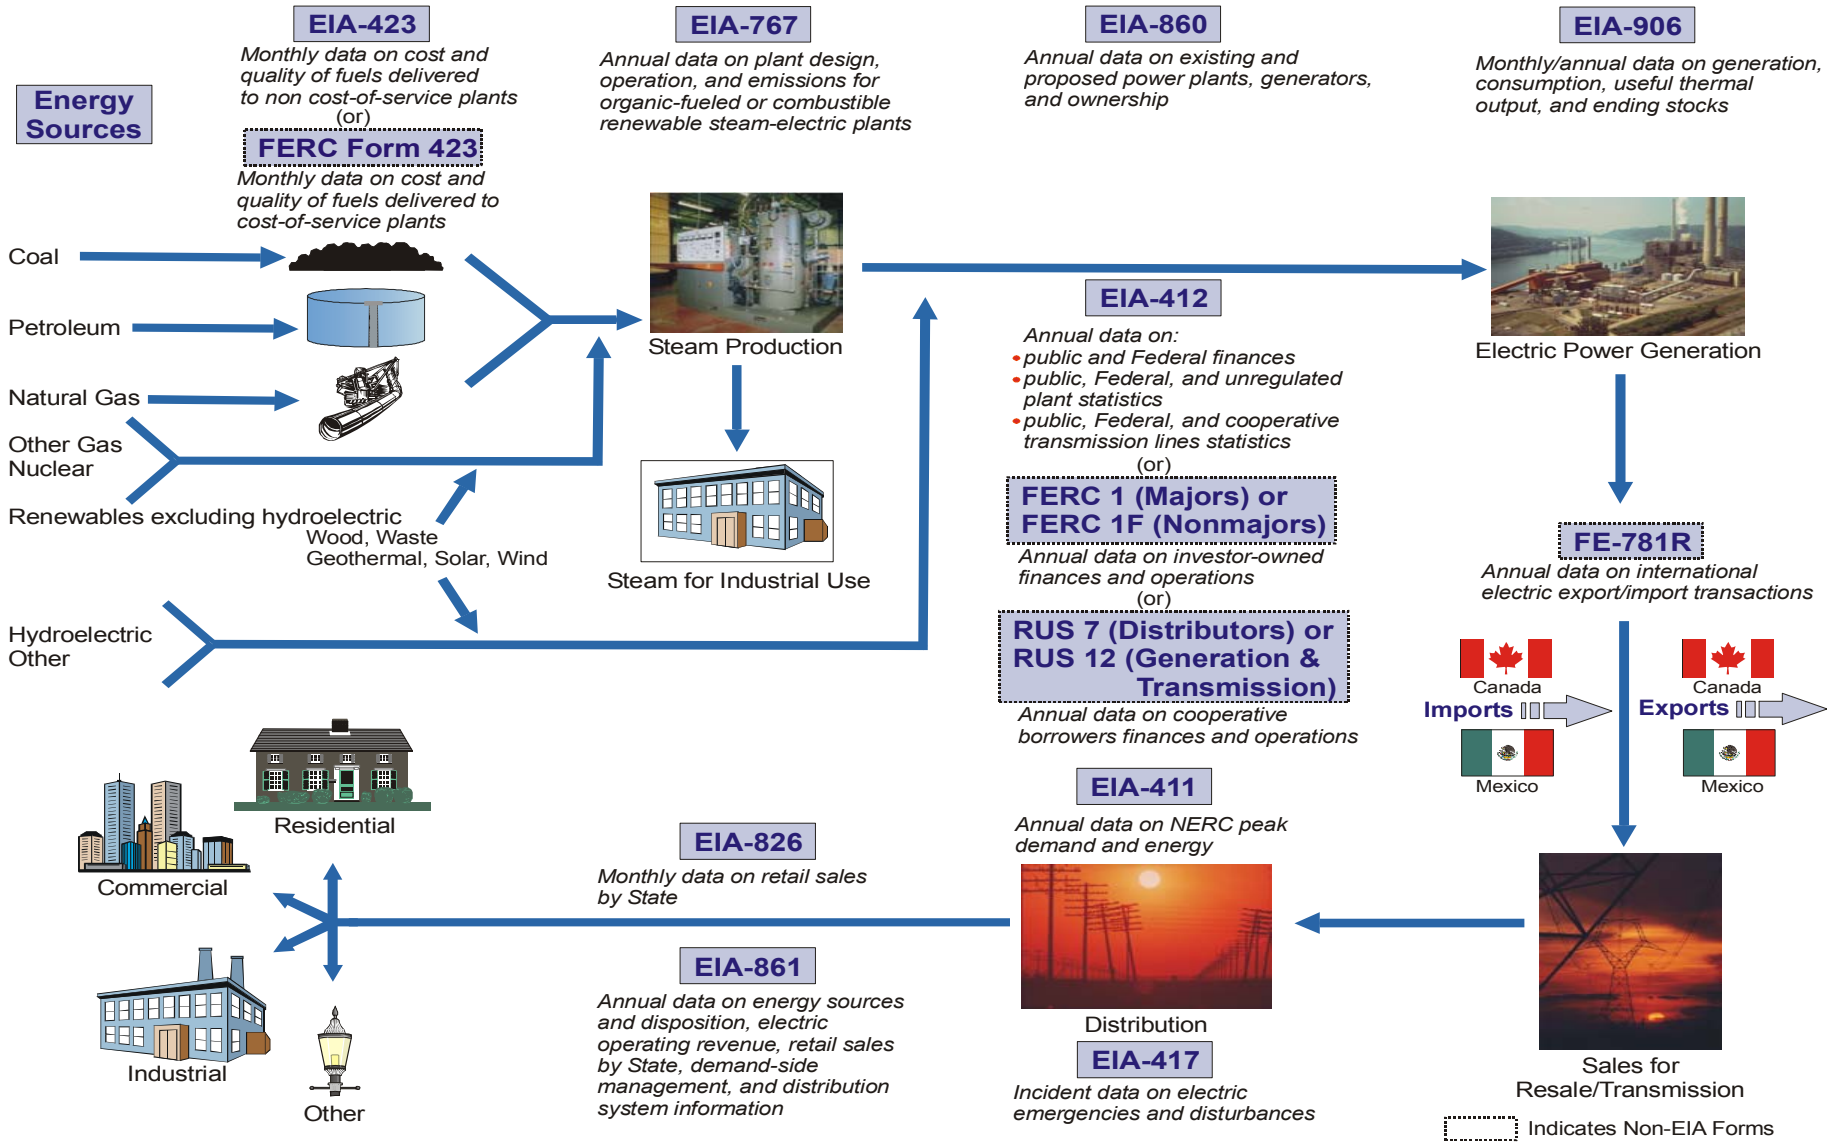 EIA-423
Monthly data on cost and
quality of fuels delivered
to non cost-of-service plants
(or)
FERC Form 423
Monthly data on cost and
quality of fuels delivered to
cost-of-service plants
EIA-767
Annual data on plant design,
operation, and emissions for
organic-fueled or combustible
renewable steam-electric plants
EIA-860
Annual data on existing and
proposed power plants, generators,
and ownership
EIA-906
Monthly/annual data on generation,
consumption, useful thermal
output, and ending stocks
Energy
Sources
Coal
Petroleum
Natural Gas
Other Gas
Nuclear
Renewables excluding hydroelectric
Wood, Waste
Geothermal, Solar, Wind
Hydroelectric
Other
Steam Production
Steam for Industrial Use
EIA-412
Annual data on:
• public and Federal finances
• public, Federal, and unregulated
plant statistics
• public, Federal, and cooperative
transmission lines statistics
(or)
FERC 1 (Majors) or
FERC 1F (Nonmajors)
Annual data on investor-owned
finances and operations
(or)
RUS 7 (Distributors) or
RUS 12 (Generation &
Transmission)
Annual data on cooperative
borrowers finances and operations
Electric Power Generation
FE-781R
Annual data on international
electric export/import transactions
Canada
Imports
Mexico
Canada
Exports
Mexico
Residential
Commercial
Industrial
Other
EIA-826
Monthly data on retail sales
by State
EIA-861
Annual data on energy sources
and disposition, electric
operating revenue, retail sales
by State, demand-side
management, and distribution
system information
EIA-411
Annual data on NERC peak
demand and energy
Distribution
EIA-417
Incident data on electric
emergencies and disturbances
Sales for
Resale/Transmission
Indicates Non-EIA Forms